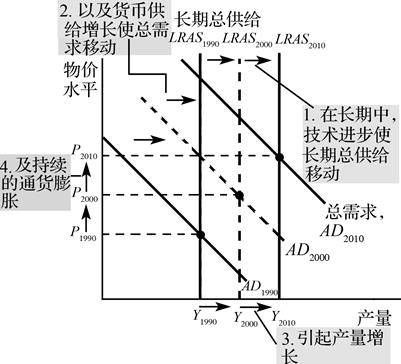 2. 以及货币供
给增长使总需
求移动
长期总供给
LRAS1990 LRAS2000 LRAS2010
物价
水平
1. 在长期中,
技术进步使
长期总供给
移动
P2010
4. 及持续
的通货膨
胀
P2000
P1990
总需求,
AD2010
AD2000
AD1990
Y1990 Y2000 Y2010
产量
3. 引起产量增
长